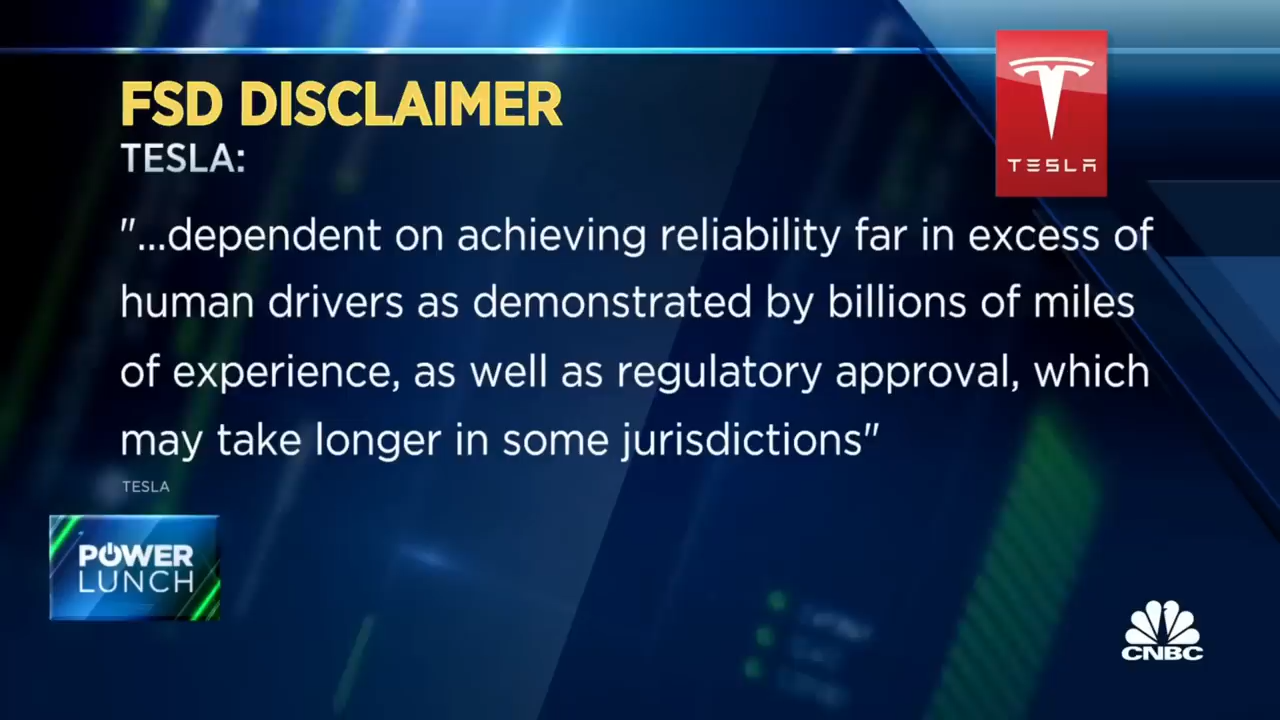 FSD DISCLAIMER
TESLA:
TESLA
"...dependent on achieving reliability far in excess of
human drivers as demonstrated by billions of miles
of experience, as well as regulatory approval, which
may take longer in some jurisdictions"
TESLA
POWER
LUNCH
CNBC